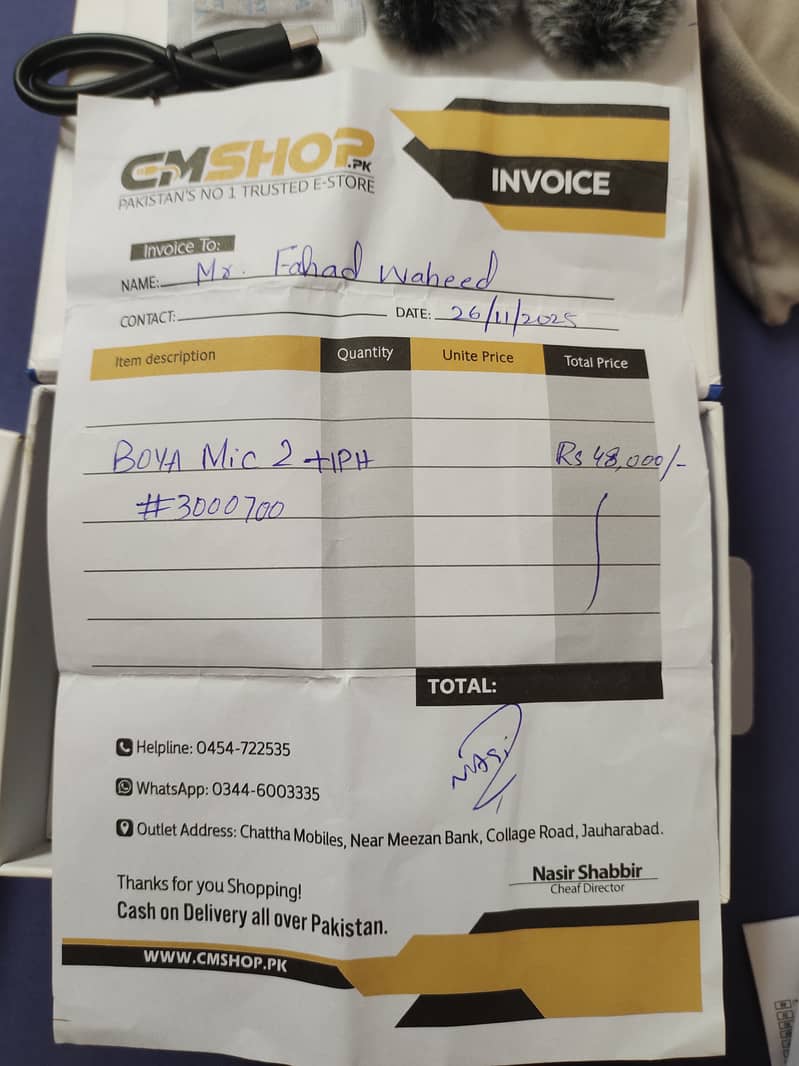 CMSHOP.PK
PAKISTAN'S NO 1 TRUSTED E-STORE
INVOICE
Invoice To:
NAME: Mr. Fahad Waheed
CONTACT: DATE: 26/11/2025
Item description Quantity Unite Price Total Price
BOYA Mic 2 +IPH Rs 48,000/-
#3000700
TOTAL:
Helpline: 0454-722535
WhatsApp: 0344-6003335
Outlet Address: Chattha Mobiles, Near Meezan Bank, Collage Road, Jauharabad.
Nasir Shabbir
Cheaf Director
Thanks for you Shopping!
Cash on Delivery all over Pakistan.
WWW.CMSHOP.PK